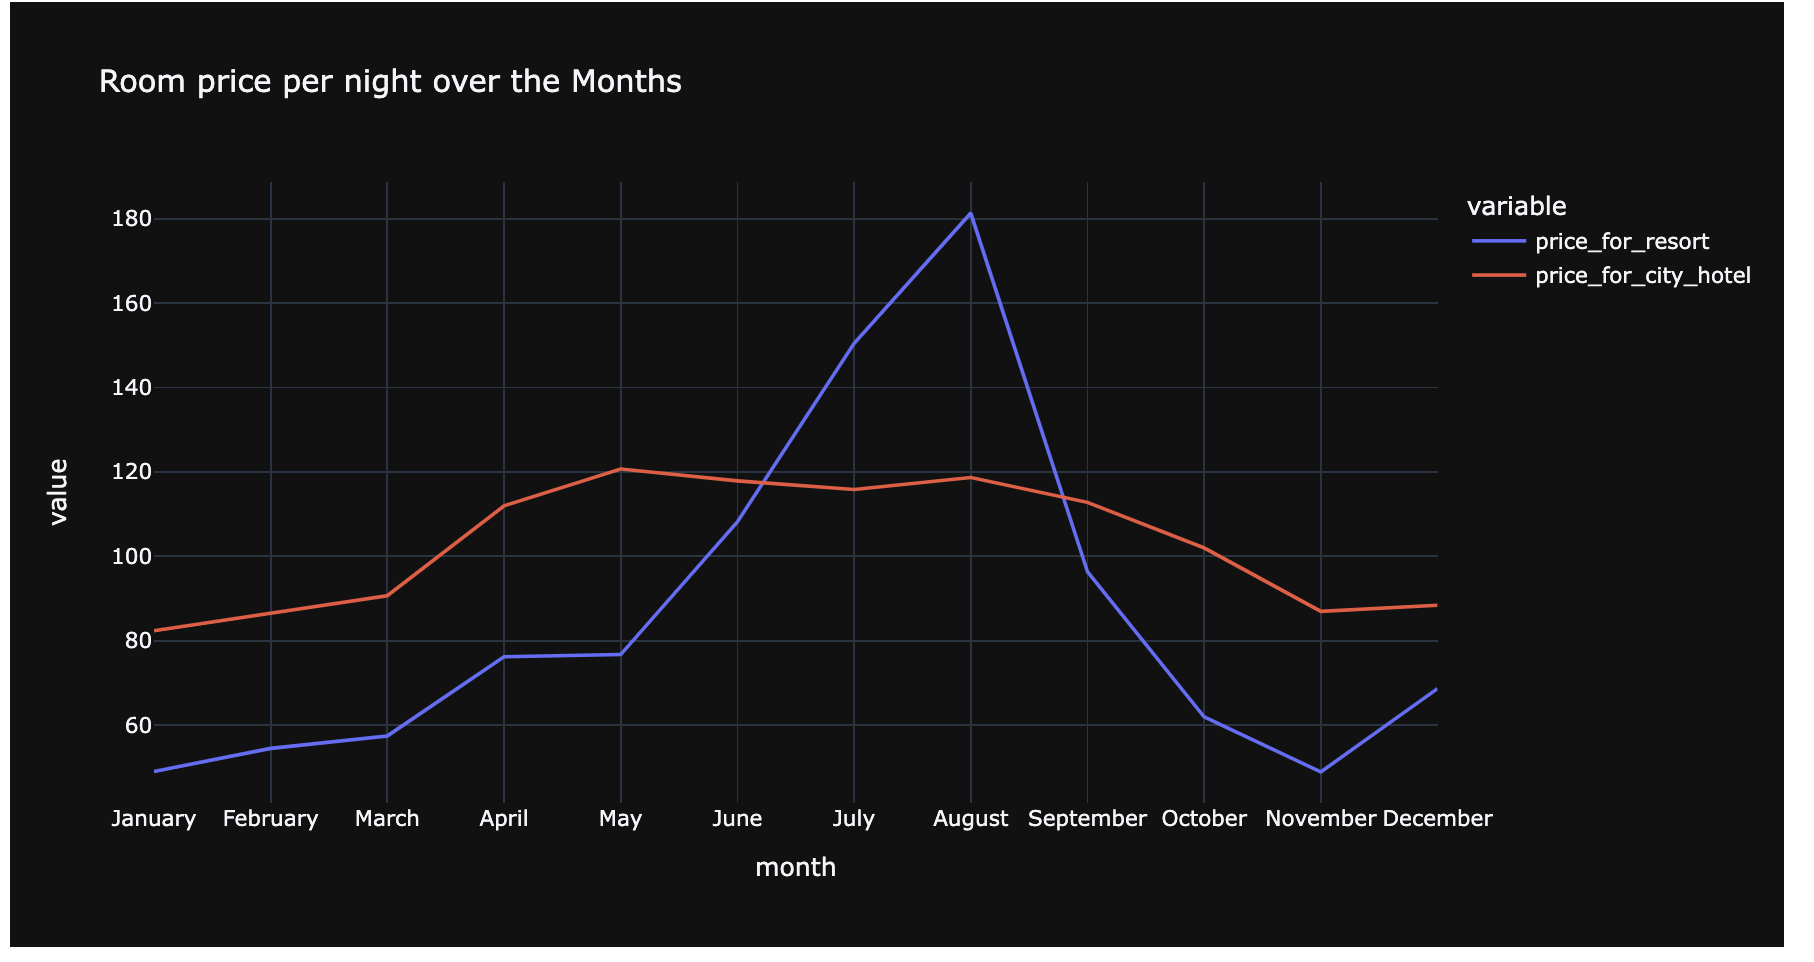 Room price per night over the Months
variable
price_for_resort
price_for_city_hotel
value
180
160
140
120
100
80
60
January February March April May June July August September October November December
month